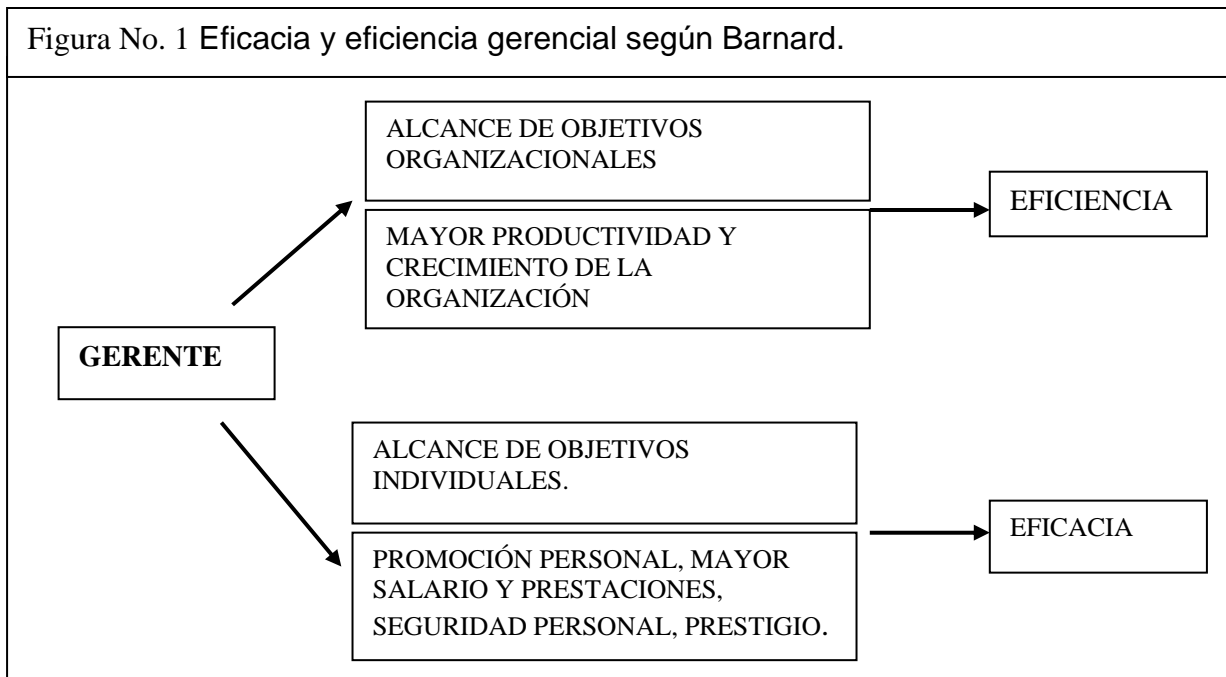 Figura No. 1 Eficacia y eficiencia gerencial según Barnard.
ALCANCE DE OBJETIVOS
ORGANIZACIONALES
MAYOR PRODUCTIVIDAD Y
CRECIMIENTO DE LA
ORGANIZACIÓN
EFICIENCIA
GERENTE
ALCANCE DE OBJETIVOS
INDIVIDUALES.
PROMOCIÓN PERSONAL, MAYOR
SALARIO Y PRESTACIONES,
SEGURIDAD PERSONAL, PRESTIGIO.
EFICACIA